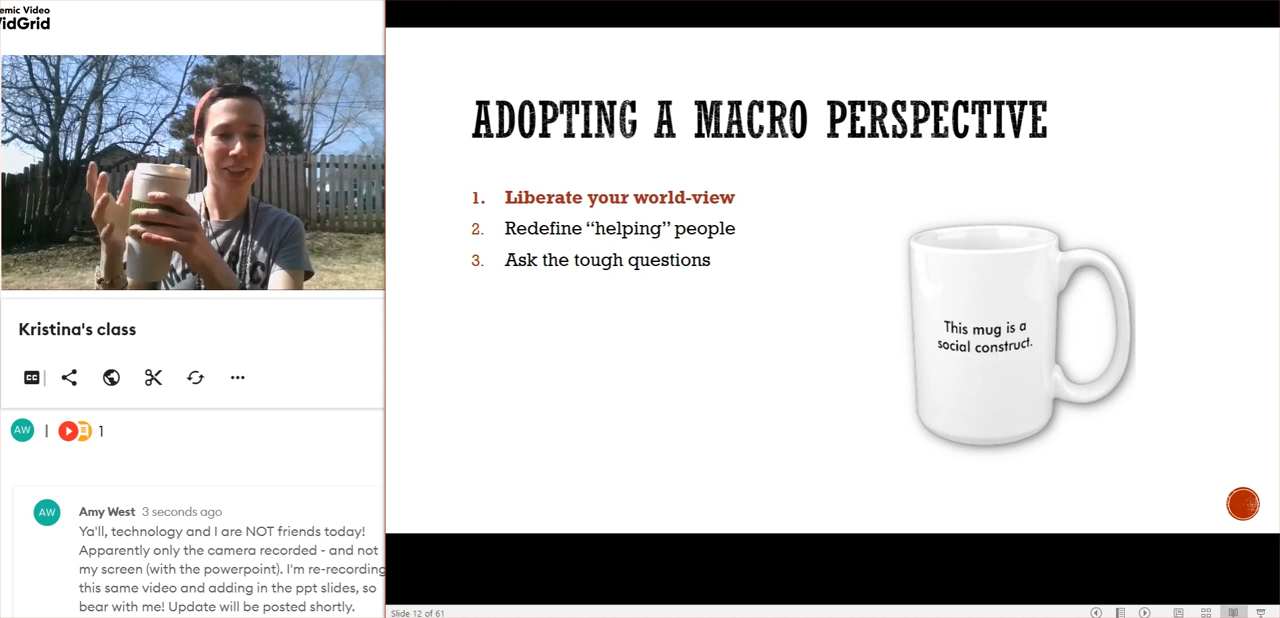 emic Video
VidGrid
Kristina's class
CC
AW
1
AW
Amy West 3 seconds ago
Ya'll, technology and I are NOT friends today!
Apparently only the camera recorded - and not
my screen (with the powerpoint). I'm re-recording
this same video and adding in the ppt slides, so
bear with me! Update will be posted shortly.
ADOPTING A MACRO PERSPECTIVE
1. Liberate your world-view
2. Redefine “helping” people
3. Ask the tough questions
This mug is a
social construct.
Slide 12 of 61